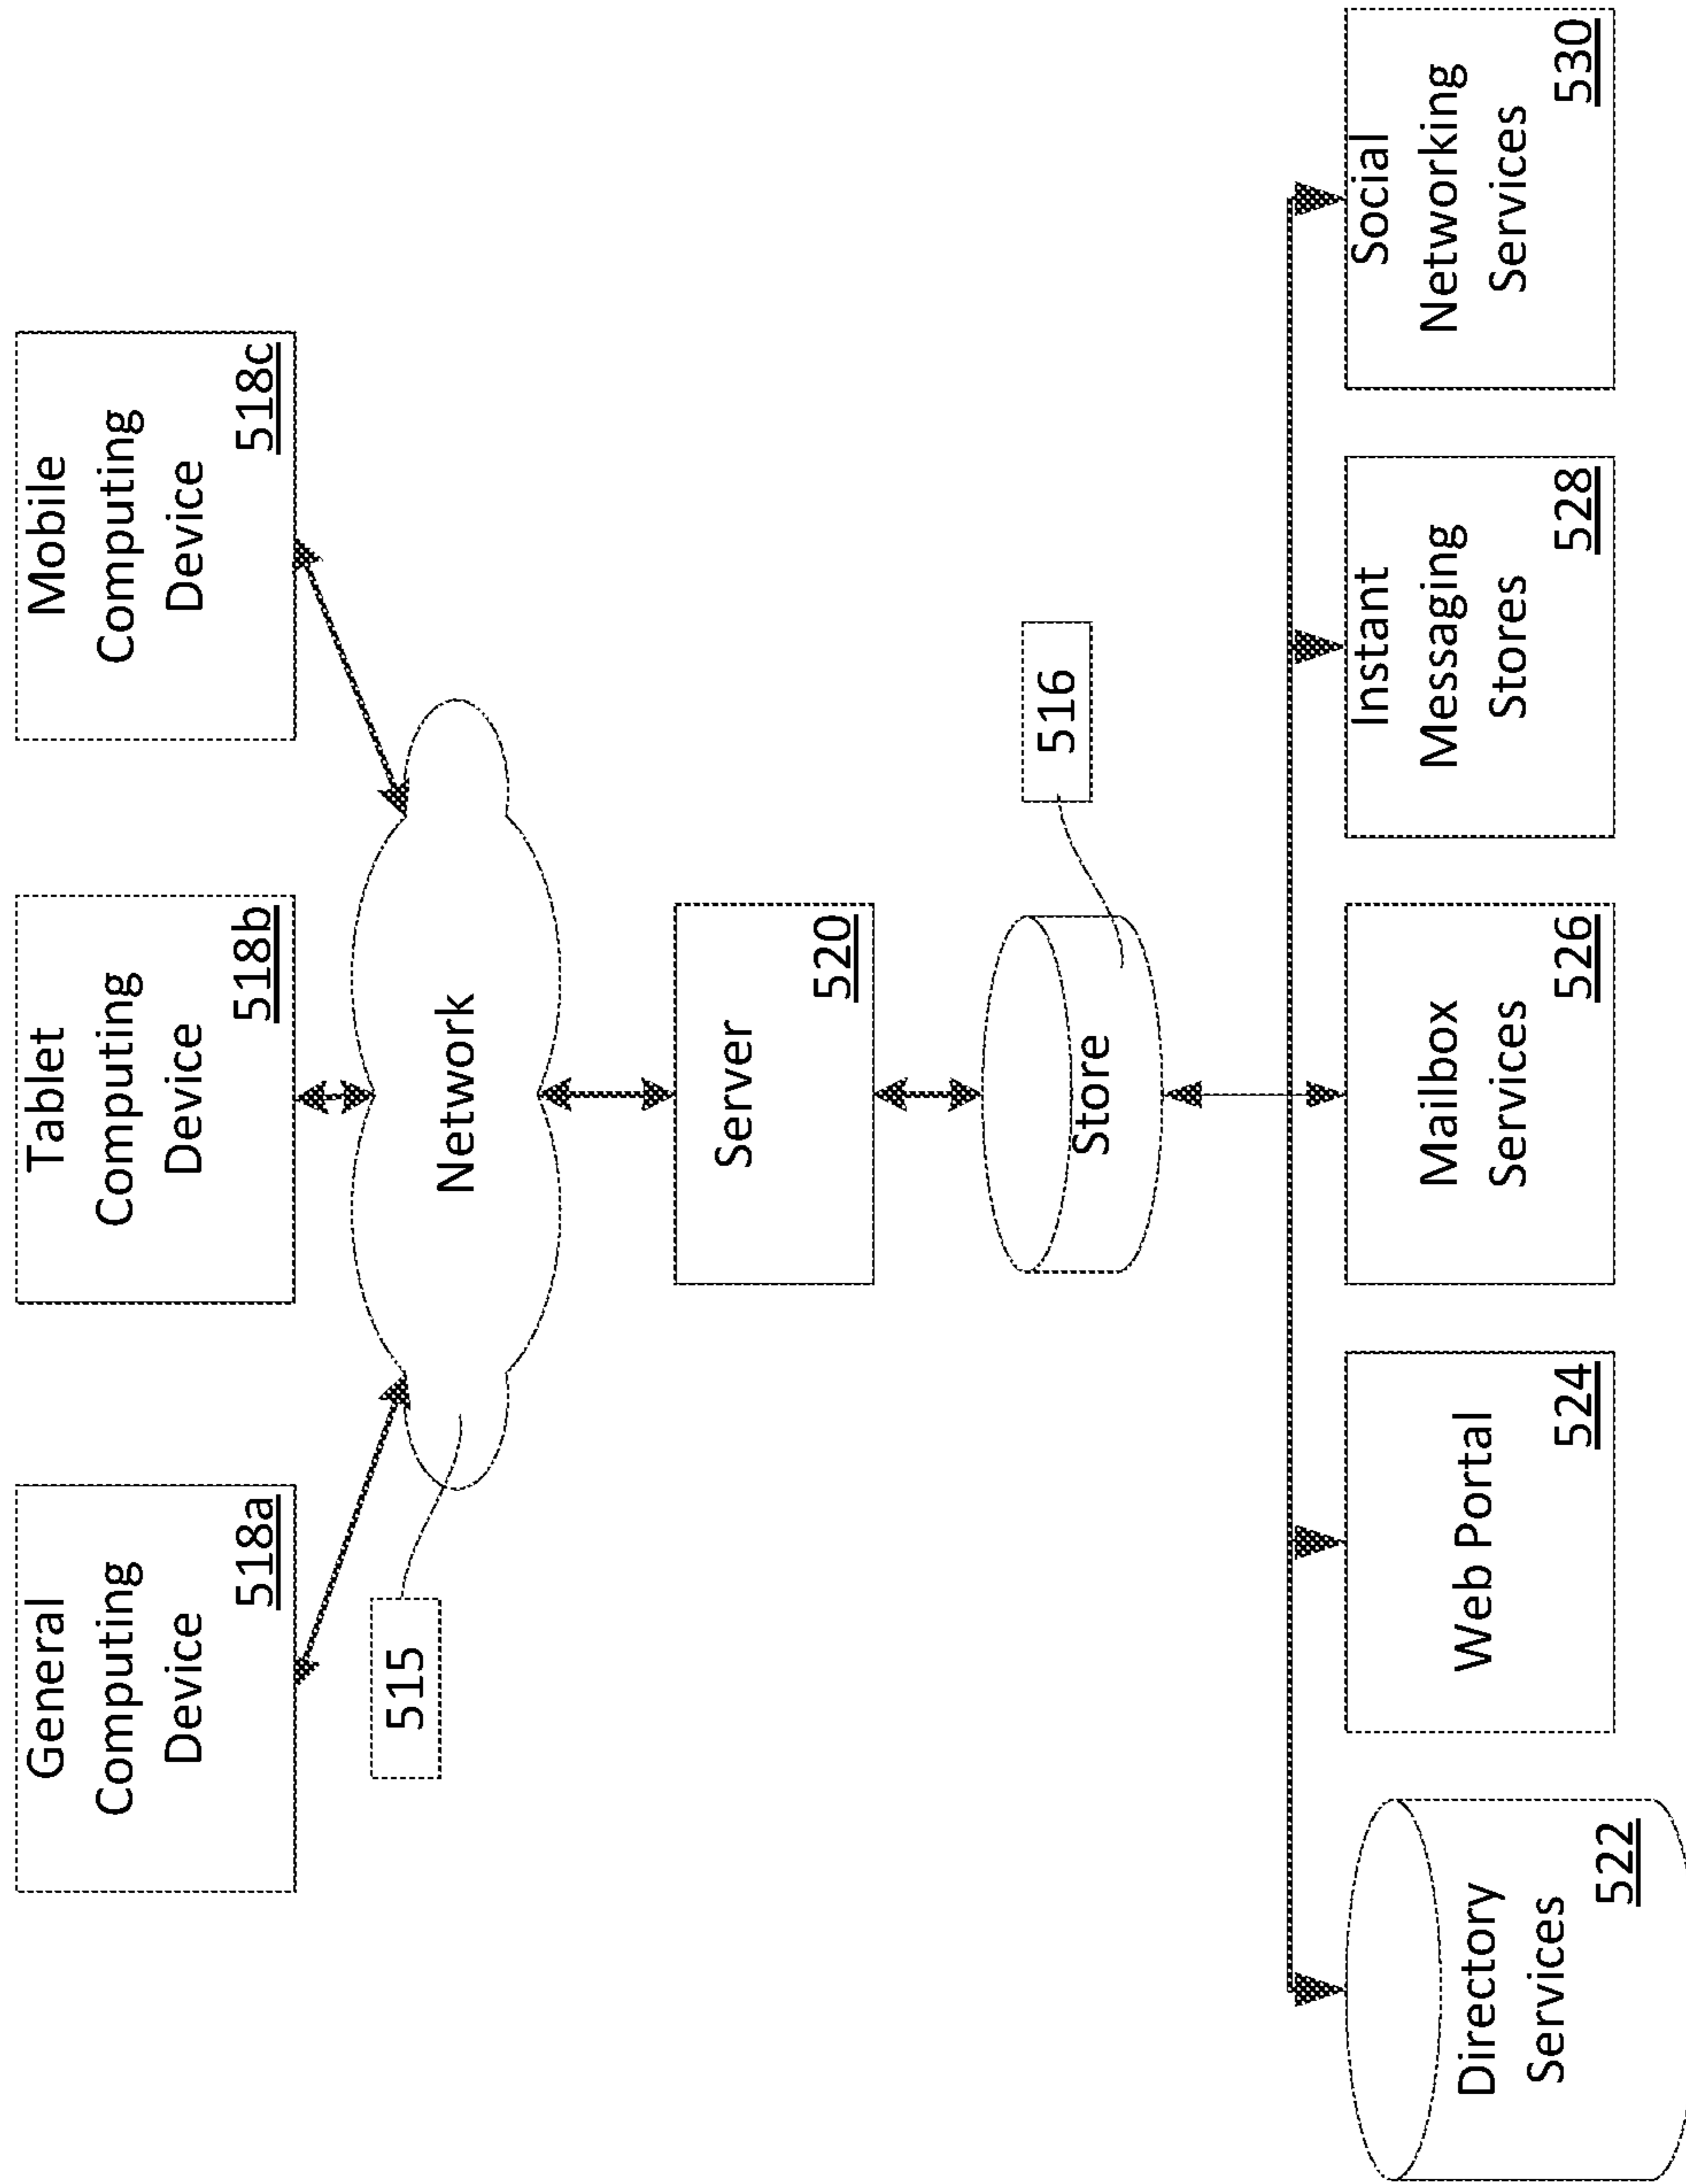 General
Computing
Device
518a
Tablet
Computing
Device
518b
Mobile
Computing
Device
518c
515
Network
Server
520
Store
516
Directory
Services
522
Web Portal
524
Mailbox
Services
526
Instant
Messaging
Stores
528
Social
Networking
Services
530